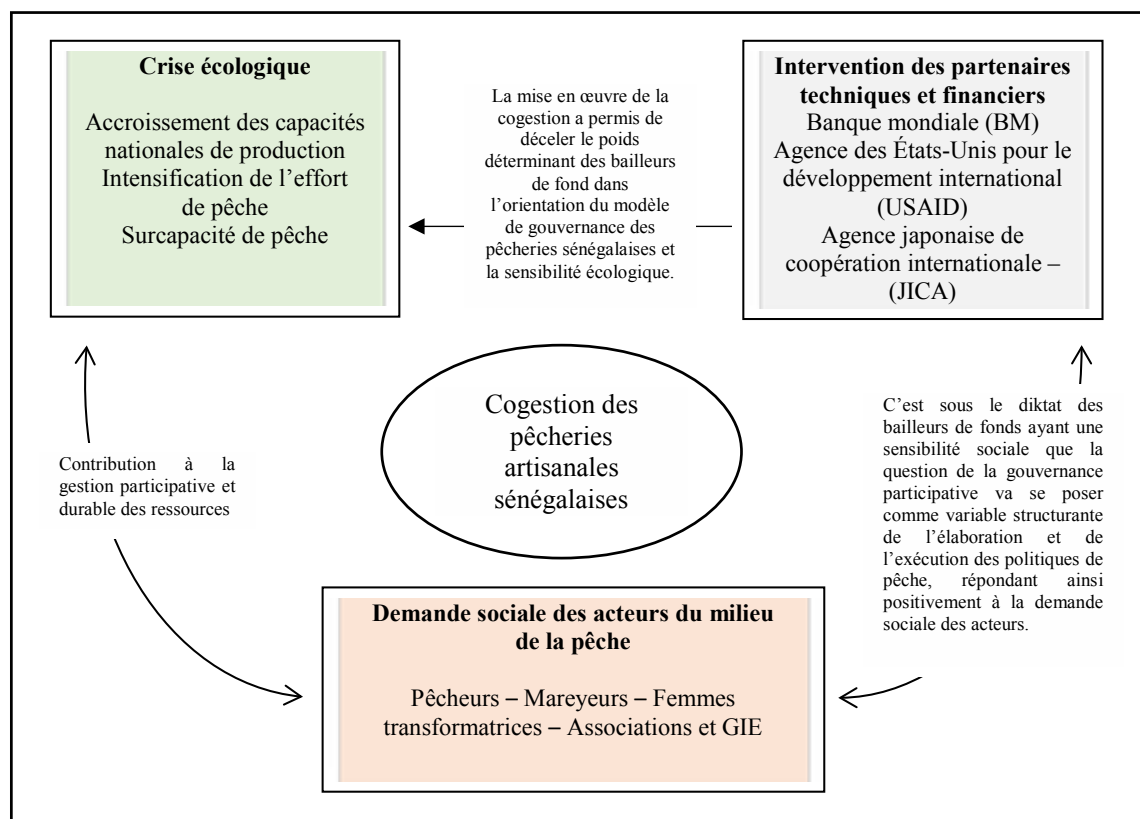 Crise écologique
Accroissement des capacités
nationales de production
Intensification de l’effort
de pêche
Surcapacité de pêche
La mise en œuvre de la
cogestion a permis de
déceler le poids
déterminant des bailleurs
de fond dans
l’orientation du modèle
de gouvernance des
pêcheries sénégalaises et
la sensibilité écologique.
Intervention des partenaires
techniques et financiers
Banque mondiale (BM)
Agence des États-Unis pour le
développement international
(USAID)
Agence japonaise de
coopération internationale –
(JICA)
Cogestion des
pêcheries
artisanales
sénégalaises
Contribution à la
gestion participative et
durable des ressources
C’est sous le diktat des
bailleurs de fonds ayant une
sensibilité sociale que la
question de la gouvernance
participative va se poser
comme variable structurante
de l’élaboration et de
l’exécution des politiques de
pêche, répondant ainsi
positivement à la demande
sociale des acteurs.
Demande sociale des acteurs du milieu
de la pêche
Pêcheurs – Mareyeurs – Femmes
transformatrices – Associations et GIE